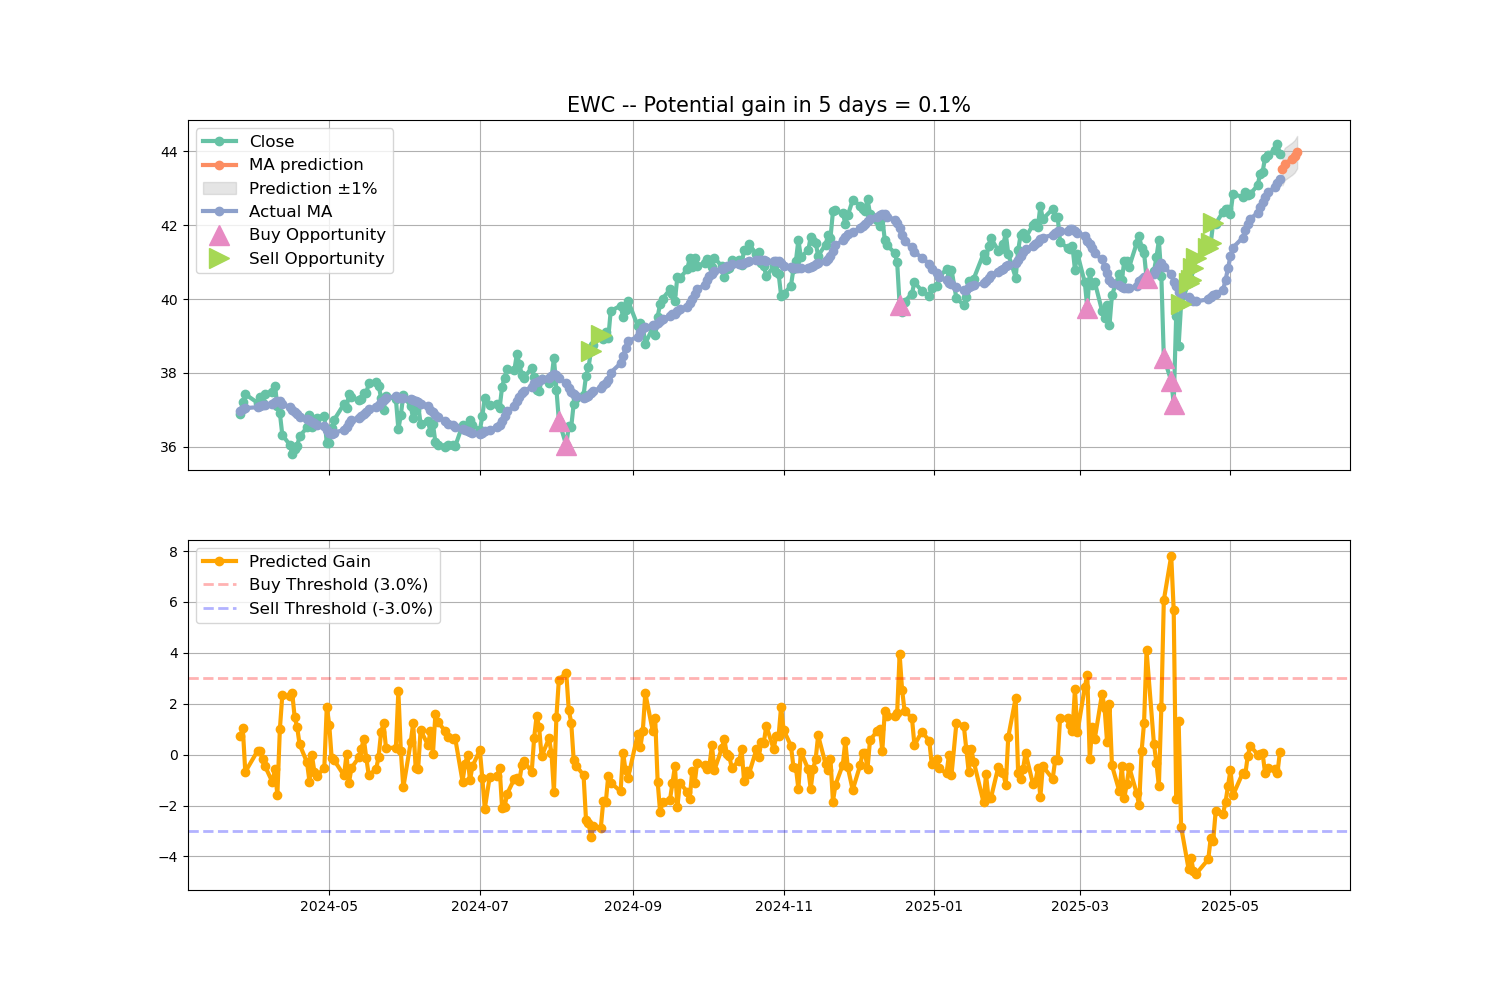 EWC -- Potential gain in 5 days = 0.1%
Close
MA prediction
Prediction ±1%
Actual MA
Buy Opportunity
Sell Opportunity
44
42
40
38
36
Predicted Gain
Buy Threshold (3.0%)
Sell Threshold (-3.0%)
8
6
4
2
0
−2
−4
2024-05
2024-07
2024-09
2024-11
2025-01
2025-03
2025-05